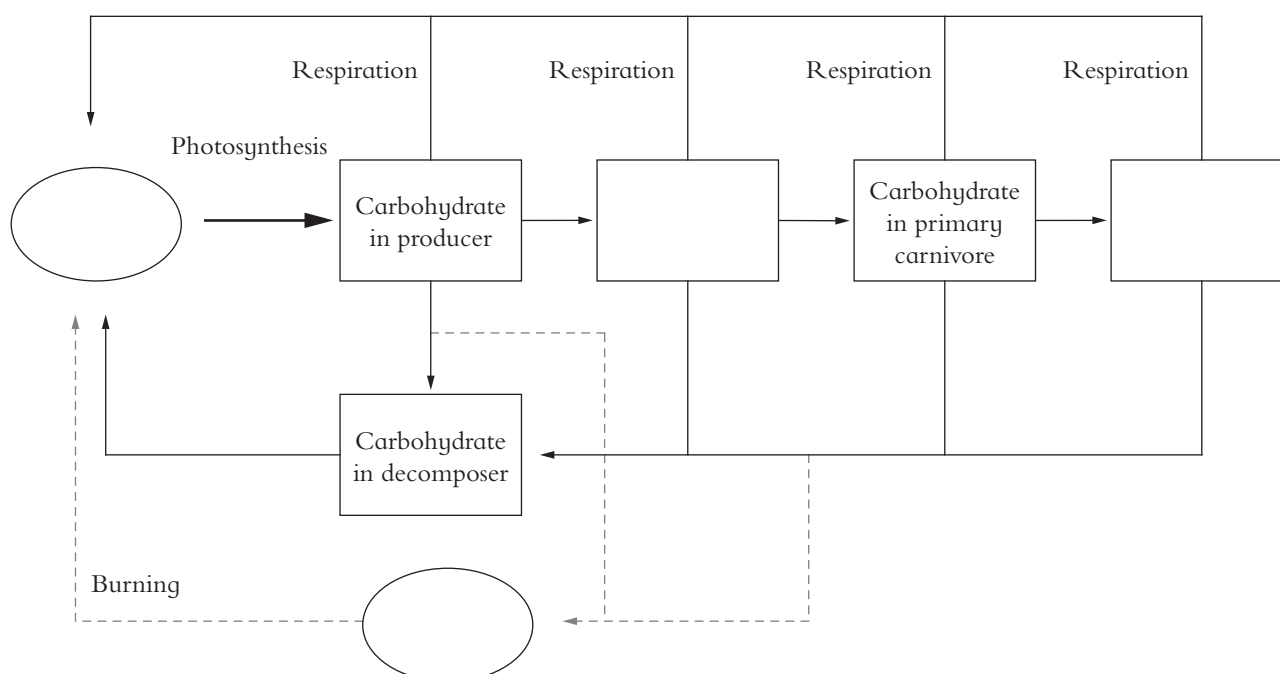 Respiration
Respiration
Respiration
Respiration
Photosynthesis
Carbohydrate
in producer
Carbohydrate
in primary
carnivore
Carbohydrate
in decomposer
Burning